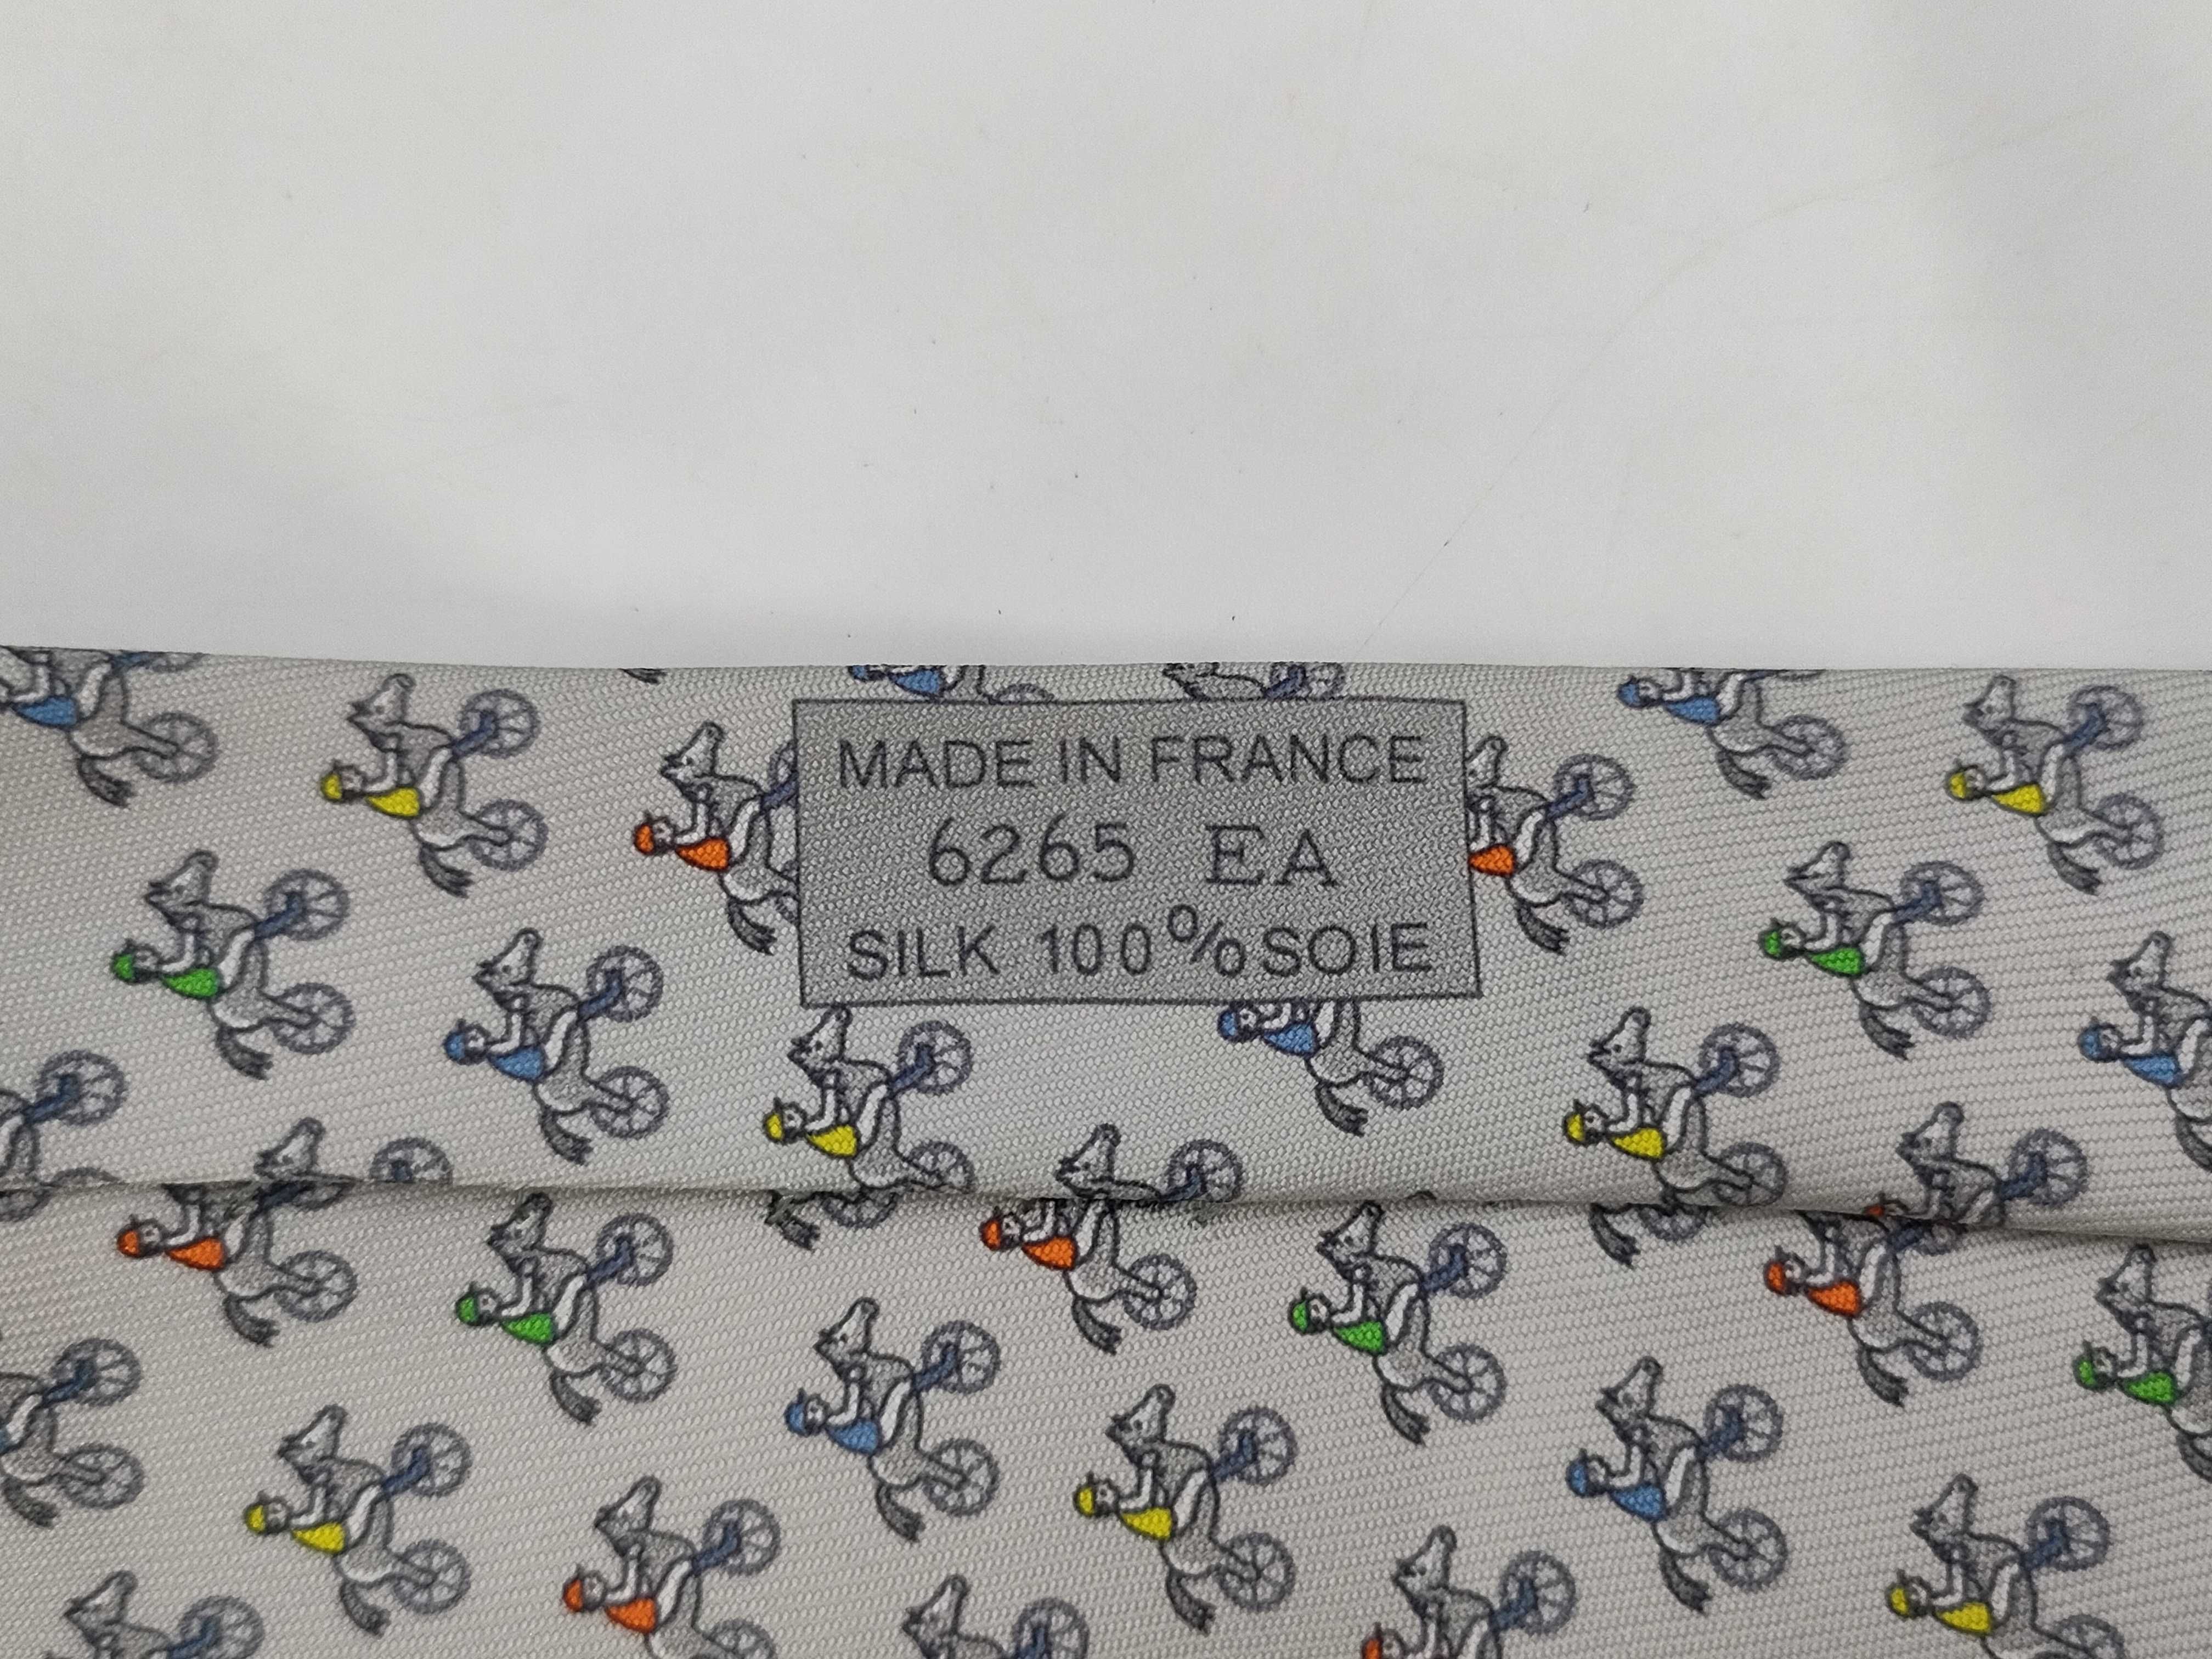 MADE IN FRANCE
6265 EA
SILK 100% SOIE